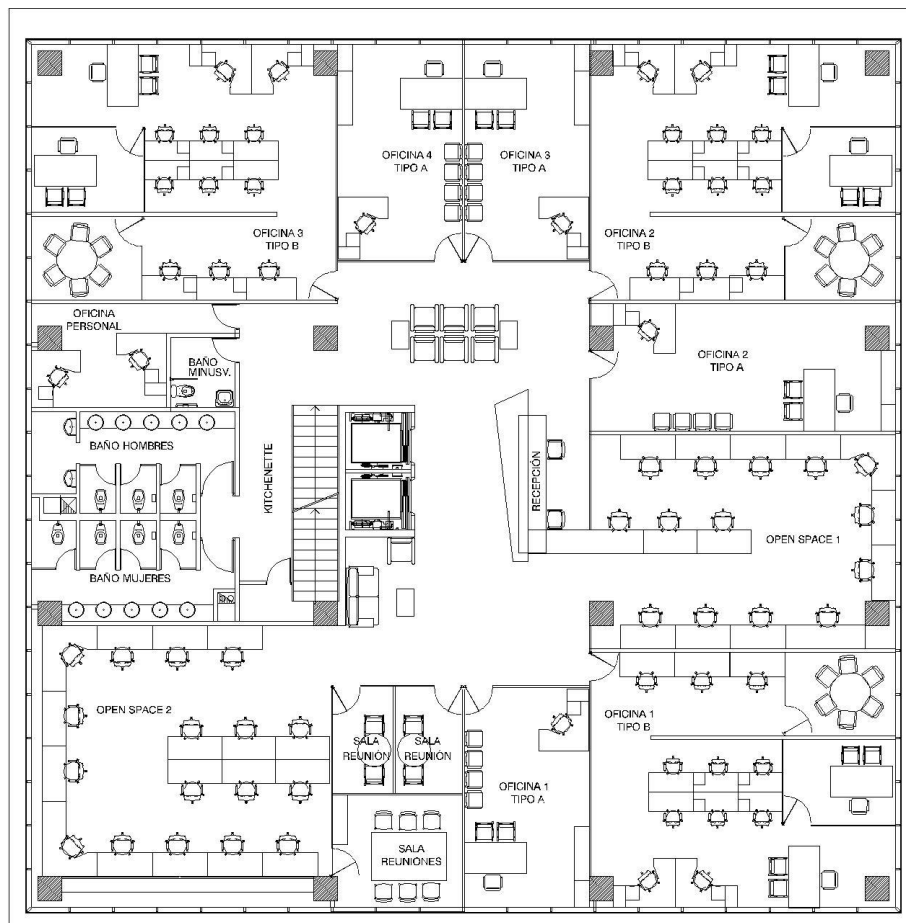 OFICINA 4
TIPO A
OFICINA 3
TIPO A
OFICINA 3
TIPO B
OFICINA 2
TIPO B
OFICINA
PERSONAL
BAÑO
MINUSV.
OFICINA 2
TIPO A
BAÑO HOMBRES
KITCHENETTE
RECEPCIÓN
OPEN SPACE 1
BAÑO MUJERES
OPEN SPACE 2
OFICINA 1
TIPO B
SALA
REUNIÓN
SALA
REUNIÓN
OFICINA 1
TIPO A
SALA
REUNIONES